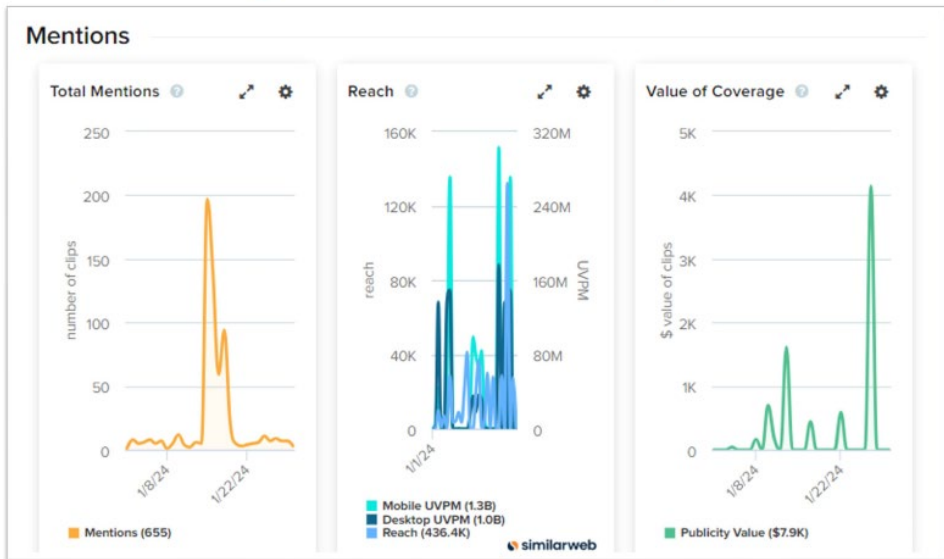 Mentions
Total Mentions
250
200
150
100
50
0
number of clips
1/8/24
1/22/24
Mentions (655)
Reach
160K
120K
80K
40K
0
reach
320M
240M
160M
80M
0
UVPM
1/1/24
Mobile UVPM (1.3B)
Desktop UVPM (1.0B)
Reach (436.4K)
similarweb
Value of Coverage
5K
4K
3K
2K
1K
0
$ value of clips
1/8/24
1/22/24
Publicity Value ($7.9K)